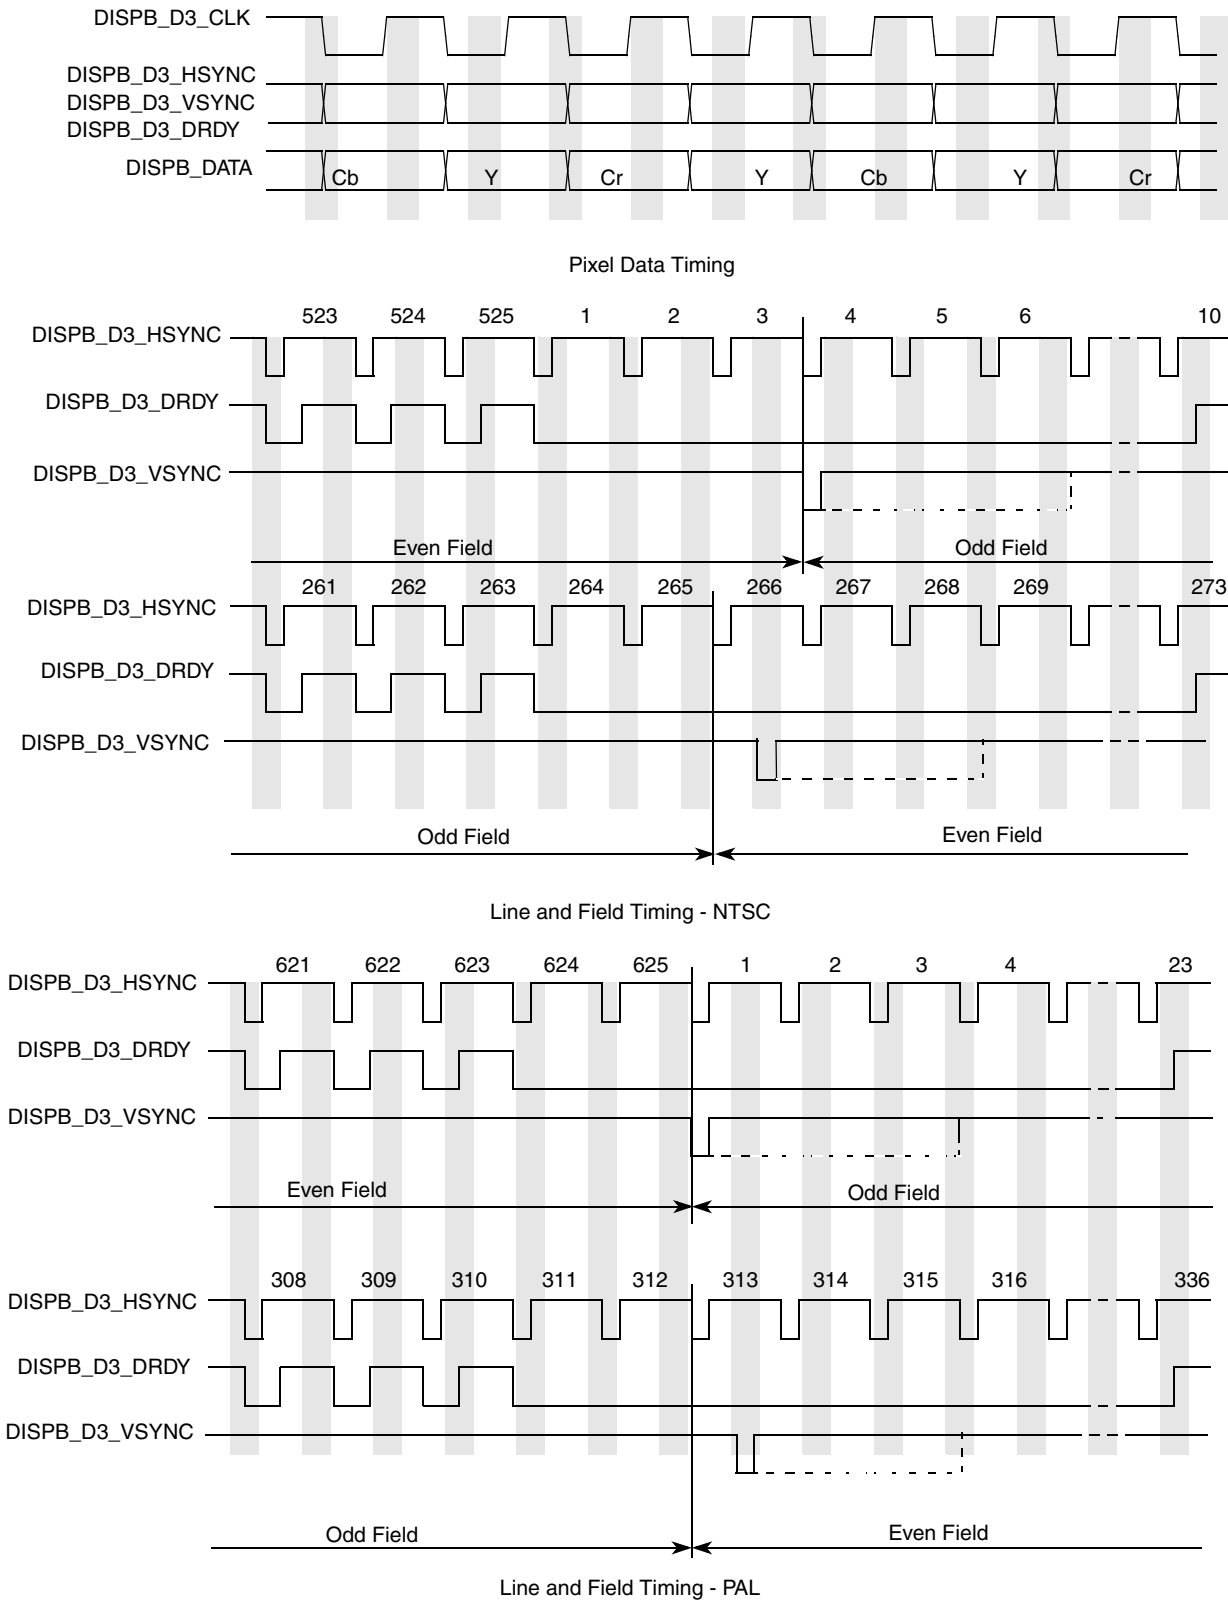 DISPB_D3_CLK
DISPB_D3_HSYNC
DISPB_D3_VSYNC
DISPB_D3_DRDY
DISPB_DATA Cb Y Cr Y Cb Y Cr
Pixel Data Timing
523 524 525 1 2 3 4 5 6 10
DISPB_D3_HSYNC
DISPB_D3_DRDY
DISPB_D3_VSYNC
Even Field Odd Field
261 262 263 264 265 266 267 268 269 273
DISPB_D3_HSYNC
DISPB_D3_DRDY
DISPB_D3_VSYNC
Odd Field Even Field
Line and Field Timing - NTSC
621 622 623 624 625 1 2 3 4 23
DISPB_D3_HSYNC
DISPB_D3_DRDY
DISPB_D3_VSYNC
Even Field Odd Field
308 309 310 311 312 313 314 315 316 336
DISPB_D3_HSYNC
DISPB_D3_DRDY
DISPB_D3_VSYNC
Odd Field Even Field
Line and Field Timing - PAL